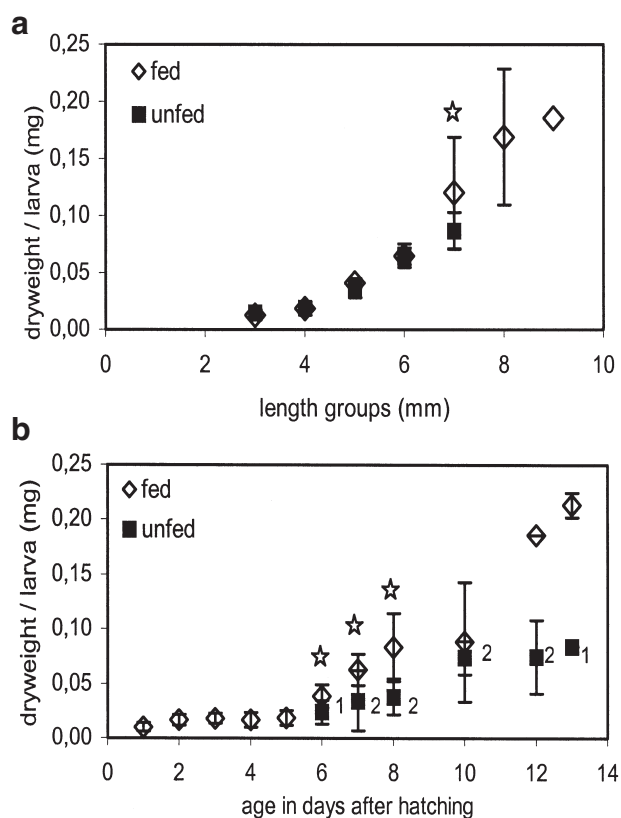 a
0,25
0,20
0,15
0,10
0,05
0,00
dryweight / larva (mg)
fed
unfed
0 2 4 6 8 10
length groups (mm)
b
0,25
0,20
0,15
0,10
0,05
0,00
dryweight / larva (mg)
fed
unfed
1 2 2 2 2 1
0 2 4 6 8 10 12 14
age in days after hatching